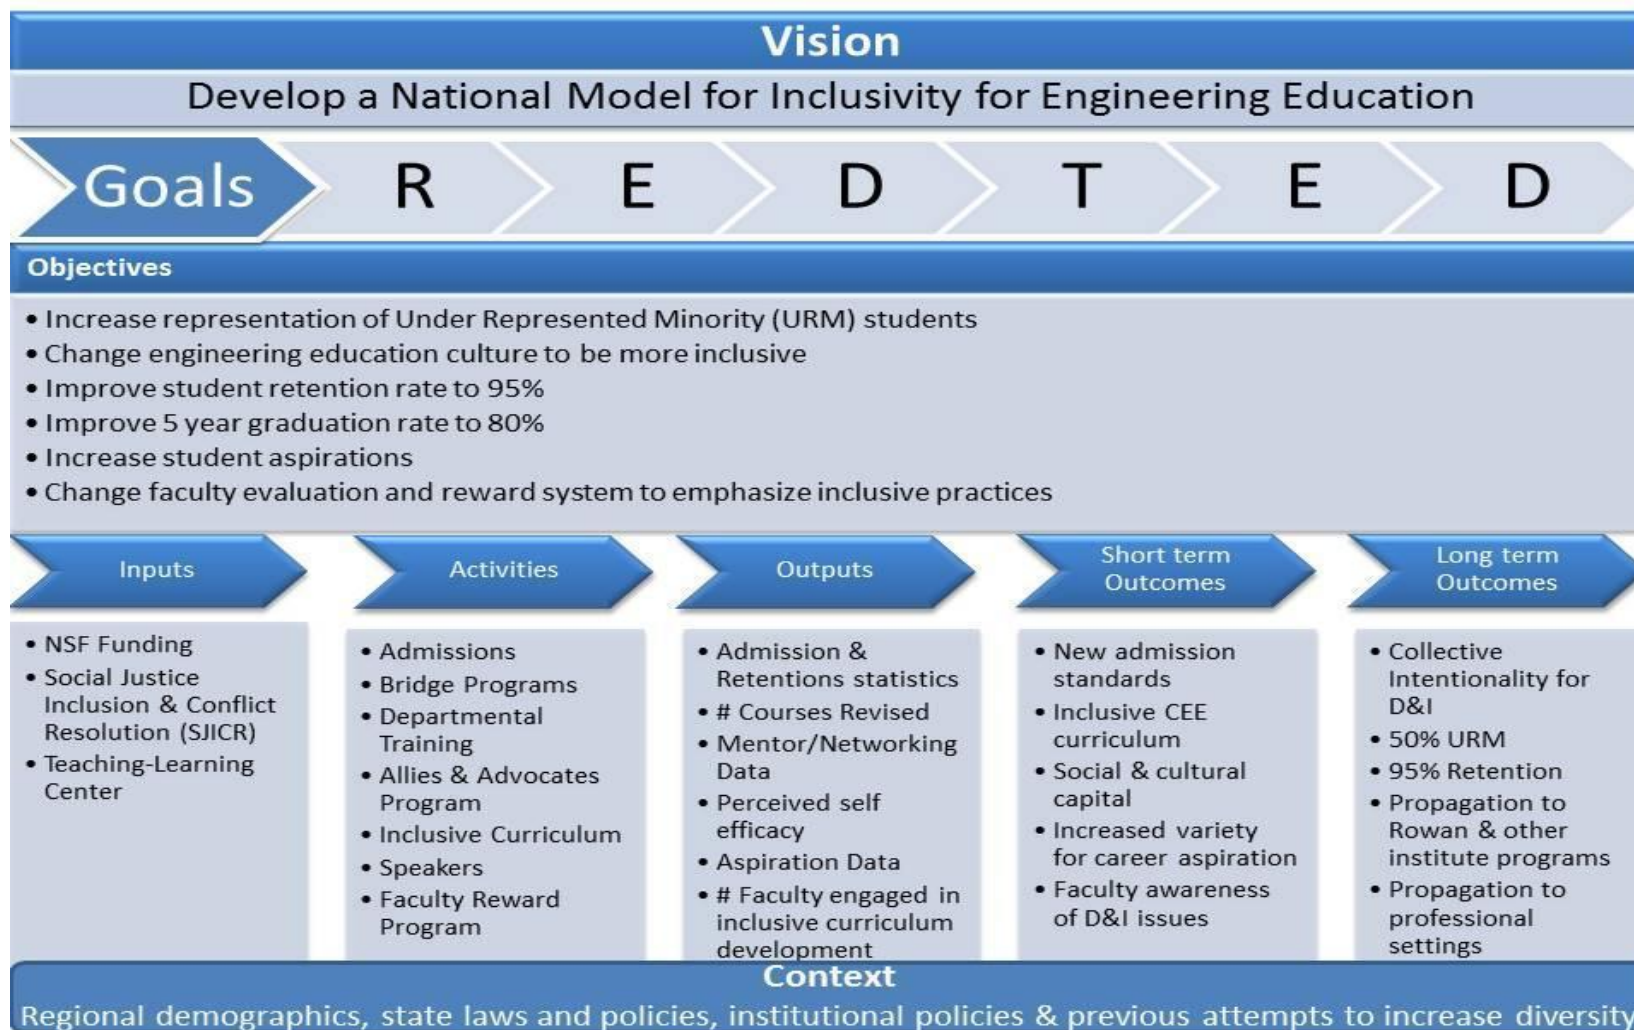 Vision
Develop a National Model for Inclusivity for Engineering Education
Goals R E D T E D
Objectives
• Increase representation of Under Represented Minority (URM) students
• Change engineering education culture to be more inclusive
• Improve student retention rate to 95%
• Improve 5 year graduation rate to 80%
• Increase student aspirations
• Change faculty evaluation and reward system to emphasize inclusive practices
Inputs
• NSF Funding
• Social Justice
Inclusion & Conflict
Resolution (SJICR)
• Teaching-Learning
Center
Activities
• Admissions
• Bridge Programs
• Departmental
Training
• Allies & Advocates
Program
• Inclusive Curriculum
• Speakers
• Faculty Reward
Program
Outputs
• Admission &
Retentions statistics
• # Courses Revised
• Mentor/Networking
Data
• Perceived self
efficacy
• Aspiration Data
• # Faculty engaged in
inclusive curriculum
development
Short term
Outcomes
• New admission
standards
• Inclusive CEE
curriculum
• Social & cultural
capital
• Increased variety
for career aspiration
• Faculty awareness
of D&I issues
Long term
Outcomes
• Collective
Intentionality for
D&I
• 50% URM
• 95% Retention
• Propagation to
Rowan & other
institute programs
• Propagation to
professional
settings
Context
Regional demographics, state laws and policies, institutional policies & previous attempts to increase diversity